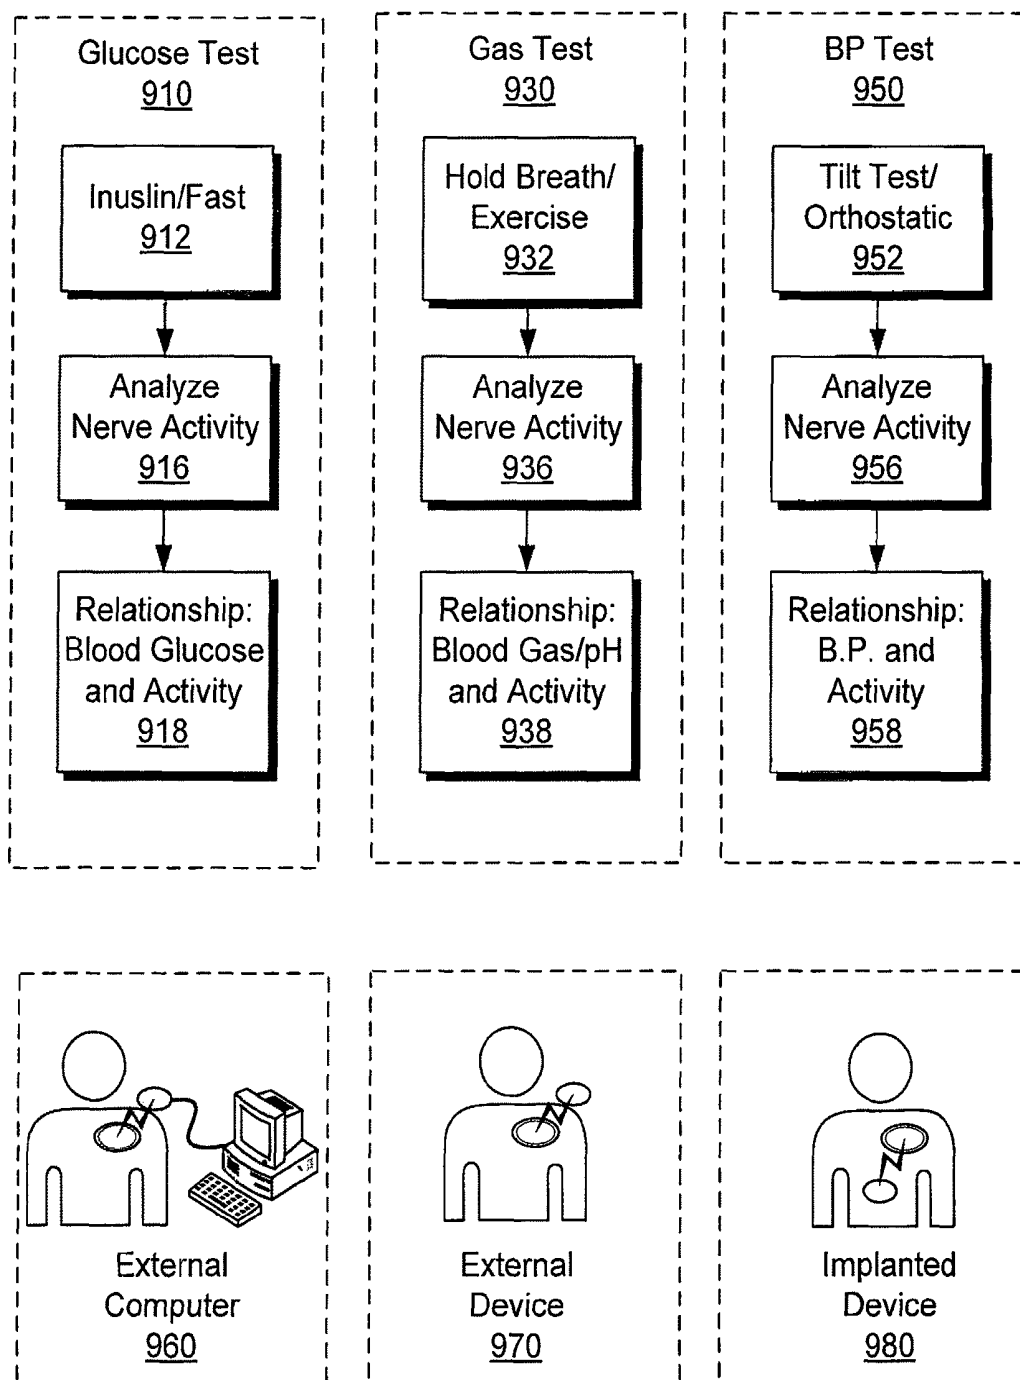 Glucose Test
910
Inuslin/Fast
912
Analyze
Nerve Activity
916
Relationship:
Blood Glucose
and Activity
918
Gas Test
930
Hold Breath/
Exercise
932
Analyze
Nerve Activity
936
Relationship:
Blood Gas/pH
and Activity
938
BP Test
950
Tilt Test/
Orthostatic
952
Analyze
Nerve Activity
956
Relationship:
B.P. and
Activity
958
External
Computer
960
External
Device
970
Implanted
Device
980